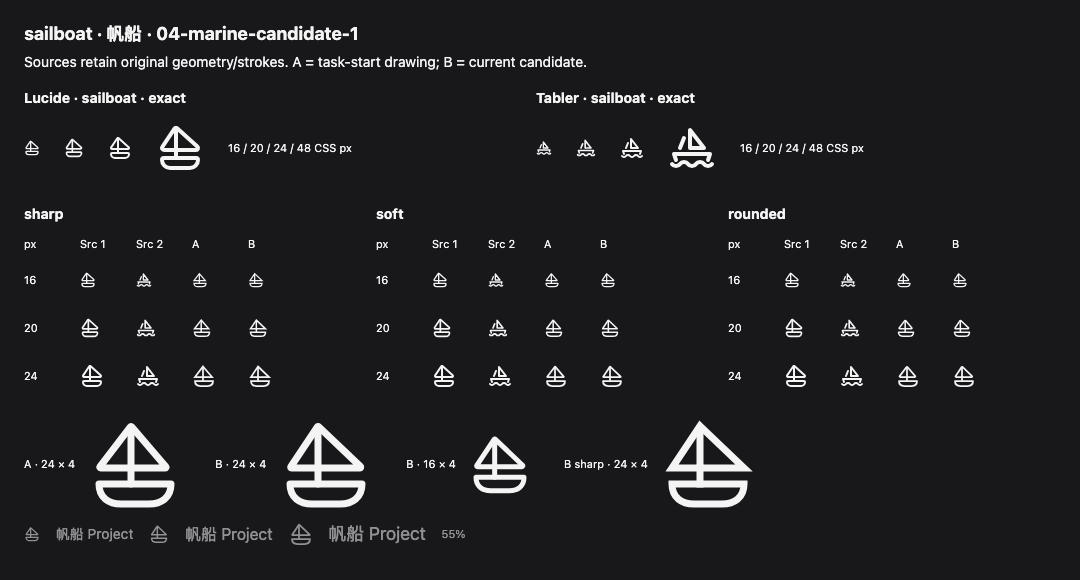 sailboat · 帆船 · 04-marine-candidate-1
Sources retain original geometry/strokes. A = task-start drawing; B = current candidate.
Lucide · sailboat · exact
16 / 20 / 24 / 48 CSS px
Tabler · sailboat · exact
16 / 20 / 24 / 48 CSS px
sharp
px Src 1 Src 2 A B
16
20
24
soft
px Src 1 Src 2 A B
16
20
24
rounded
px Src 1 Src 2 A B
16
20
24
A · 24 × 4
B · 24 × 4
B · 16 × 4
B sharp · 24 × 4
帆船 Project 帆船 Project 帆船 Project 55%